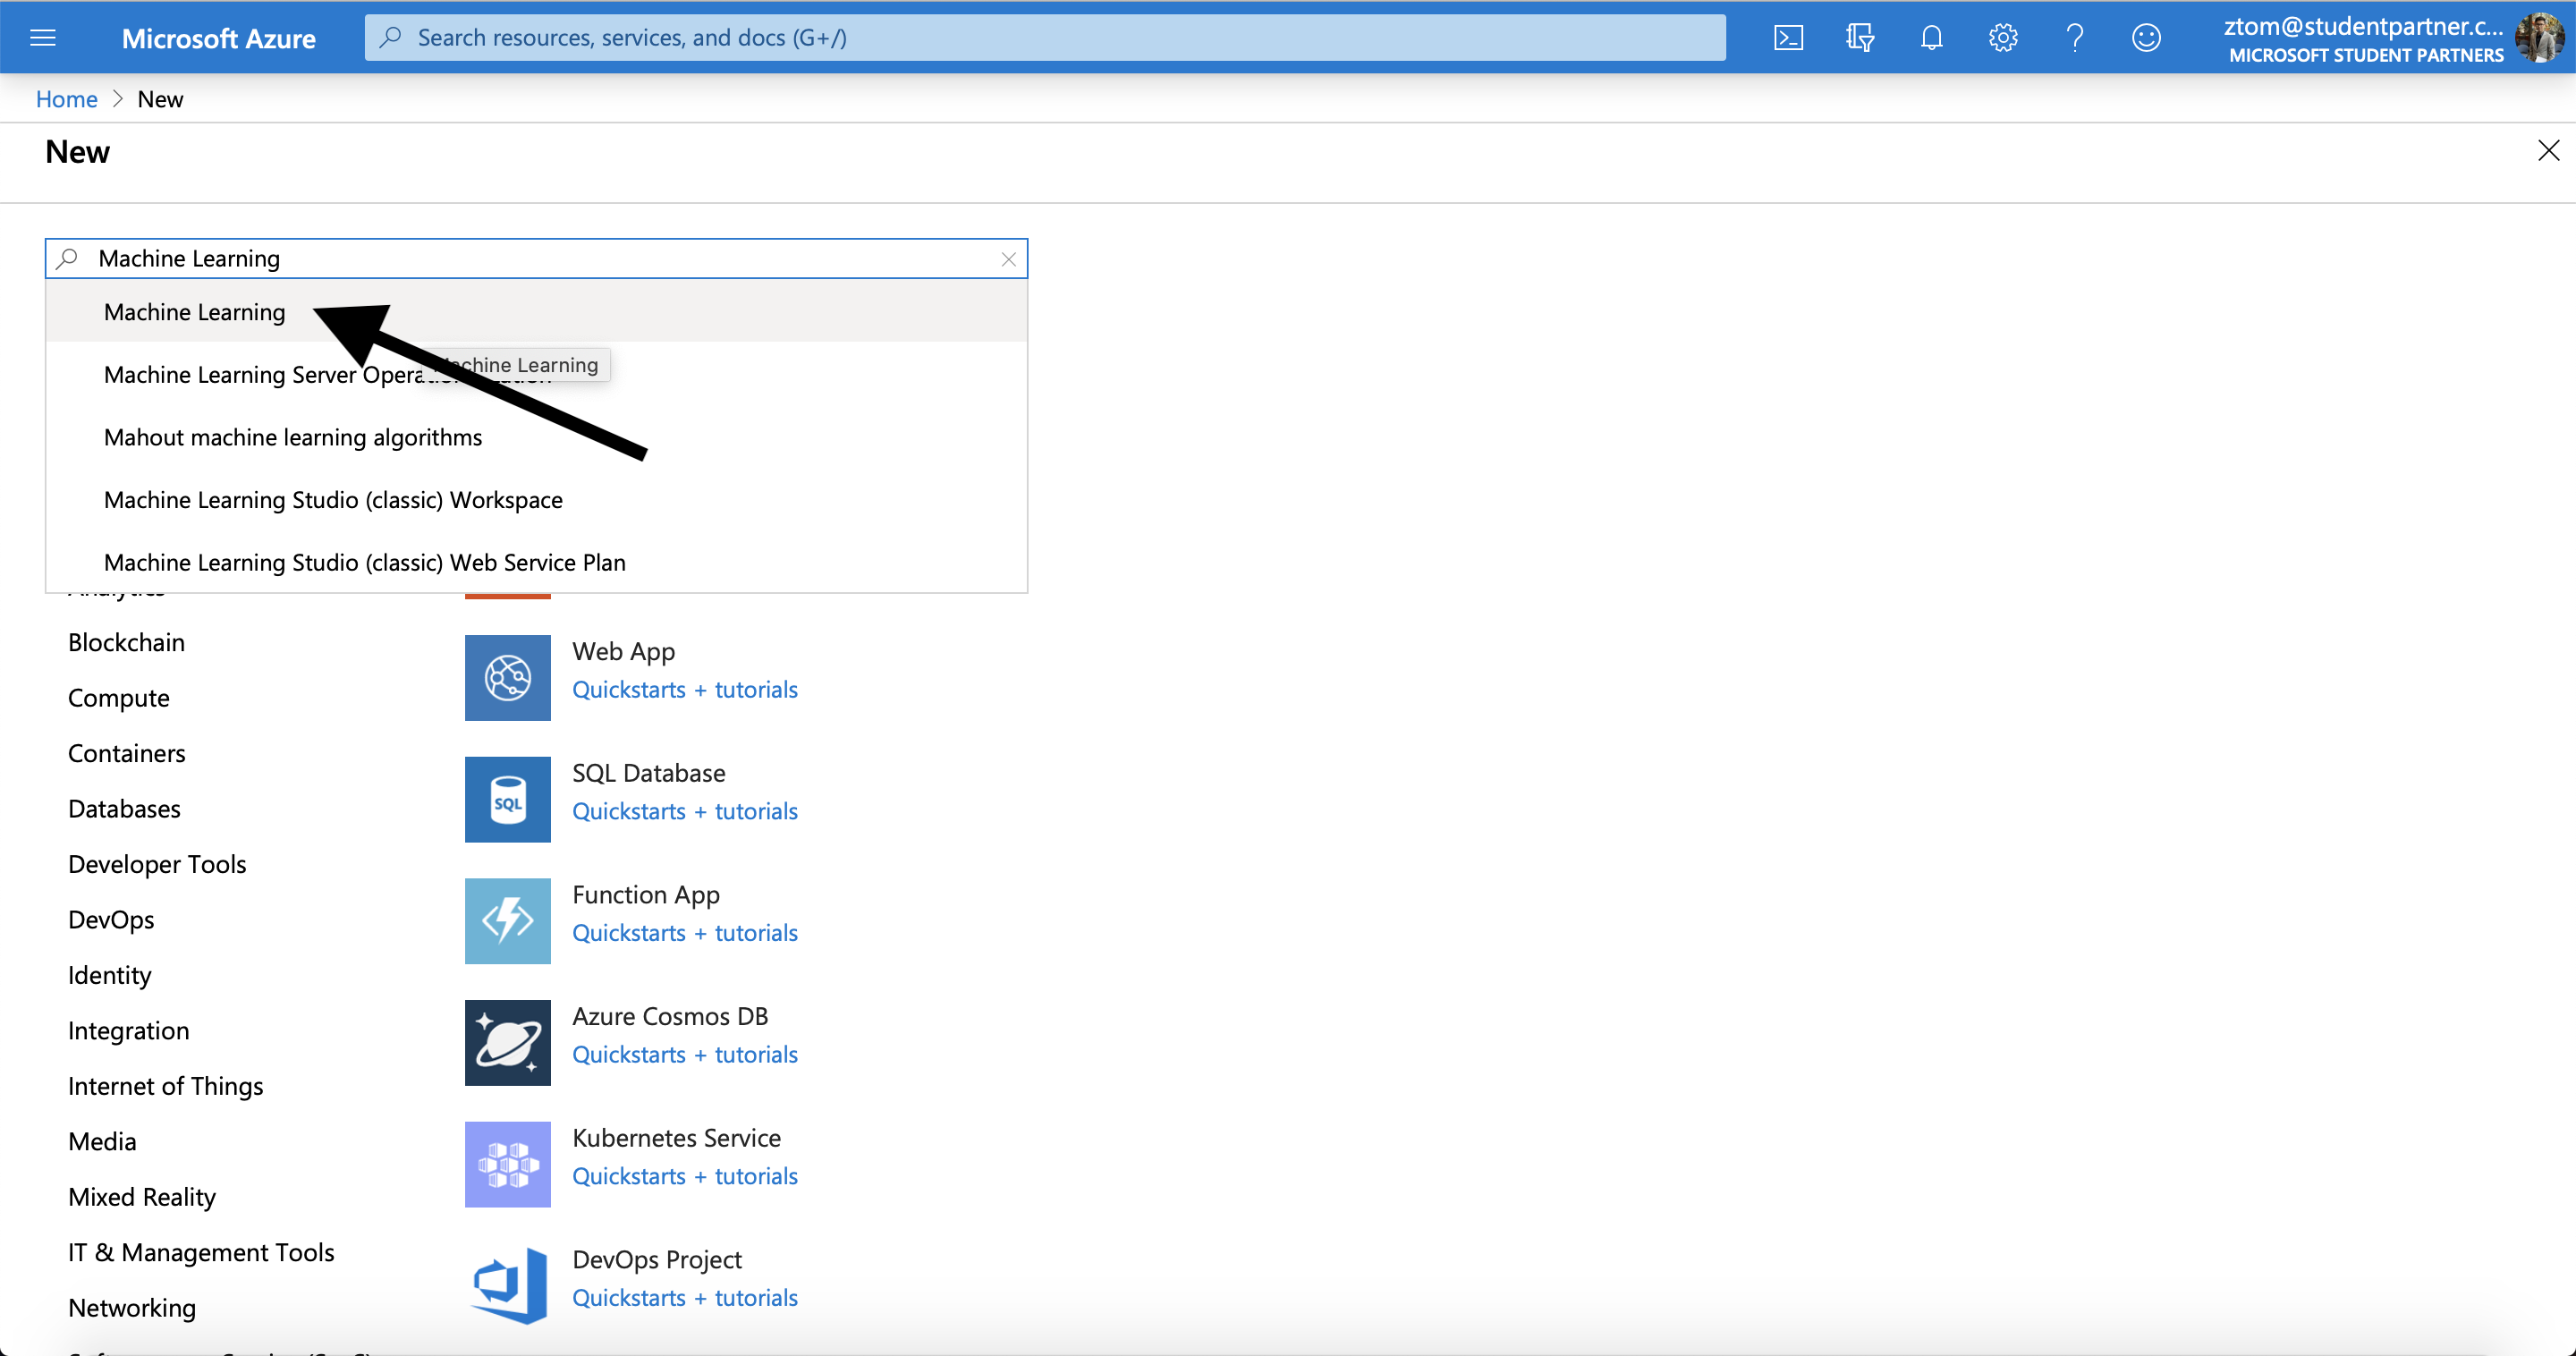 Microsoft Azure
Search resources, services, and docs (G+/)
ztom@studentpartner.c...
MICROSOFT STUDENT PARTNERS
Home > New
New
Machine Learning
Machine Learning
Machine Learning
Machine Learning Server
Mahout machine learning algorithms
Machine Learning Studio (classic) Workspace
Machine Learning Studio (classic) Web Service Plan
Analytics
Blockchain
Compute
Containers
Databases
Developer Tools
DevOps
Identity
Integration
Internet of Things
Media
Mixed Reality
IT & Management Tools
Networking
Web App
Quickstarts + tutorials
SQL
SQL Database
Quickstarts + tutorials
Function App
Quickstarts + tutorials
Azure Cosmos DB
Quickstarts + tutorials
Kubernetes Service
Quickstarts + tutorials
DevOps Project
Quickstarts + tutorials